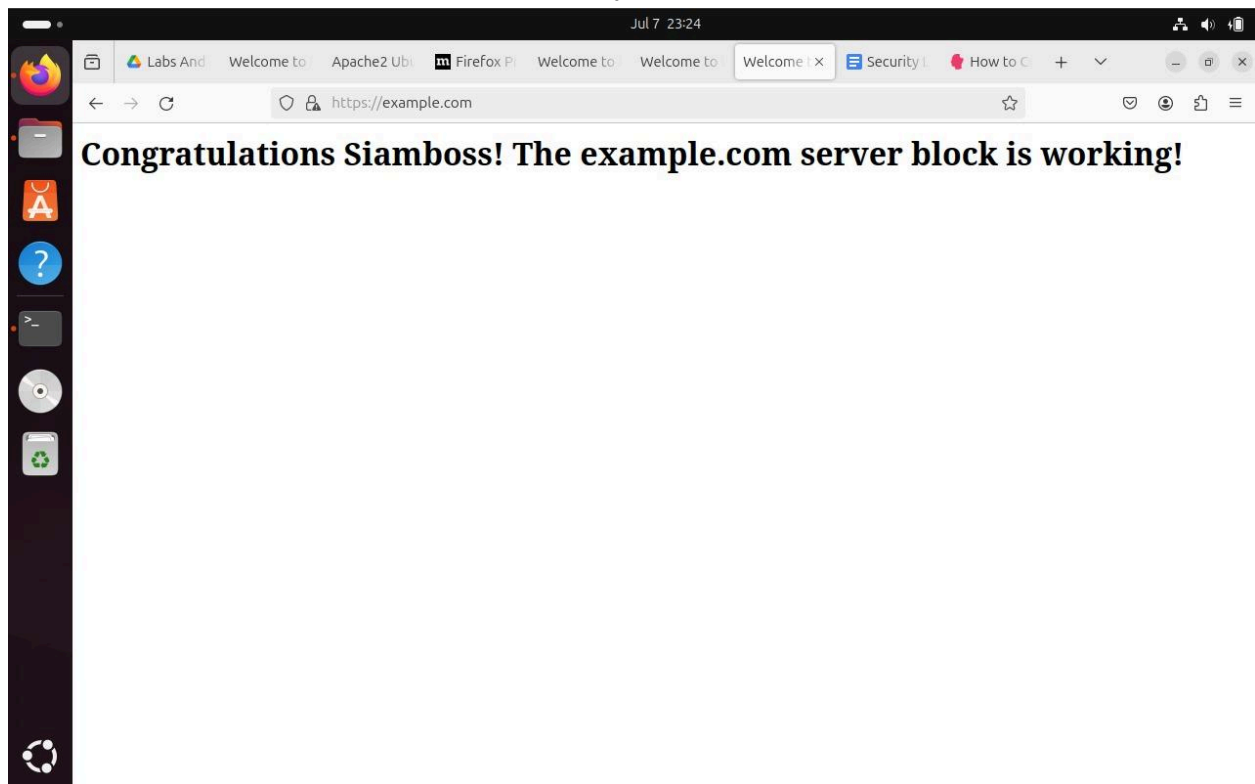 Jul 7 23:24
Labs And
Welcome to
Apache2 Ub
Firefox P
Welcome to
Welcome to
Welcome
Security
How to C
https://example.com
Congratulations Siamboss! The example.com server block is working!